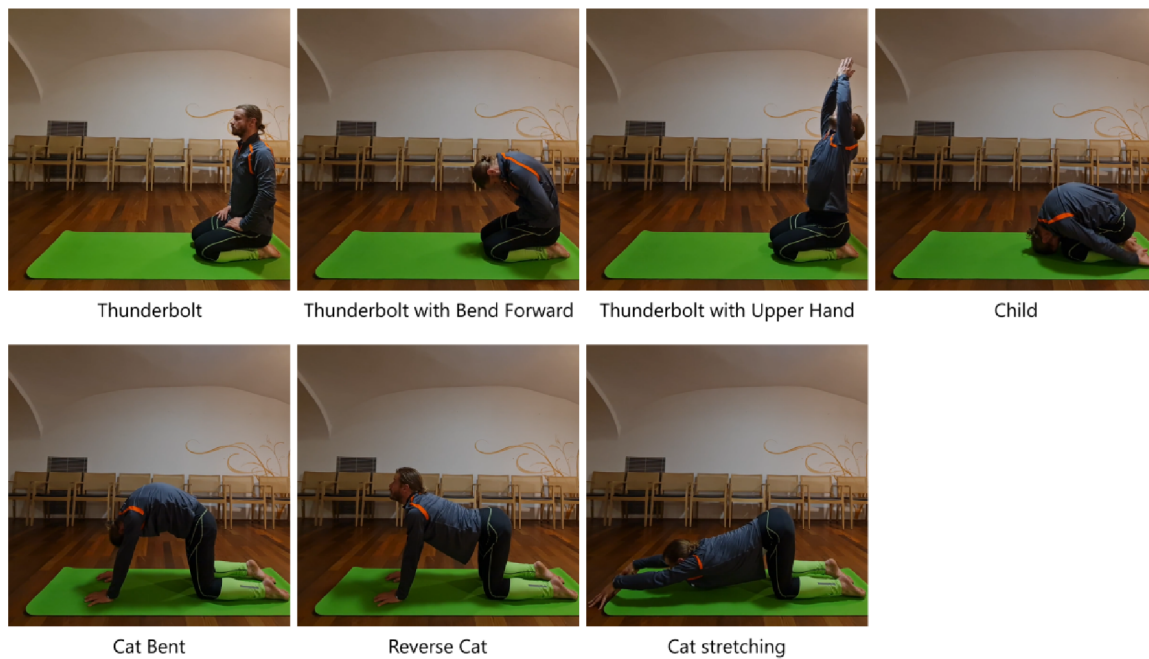 Thunderbolt
Thunderbolt with Bend Forward
Thunderbolt with Upper Hand
Child
Cat Bent
Reverse Cat
Cat stretching